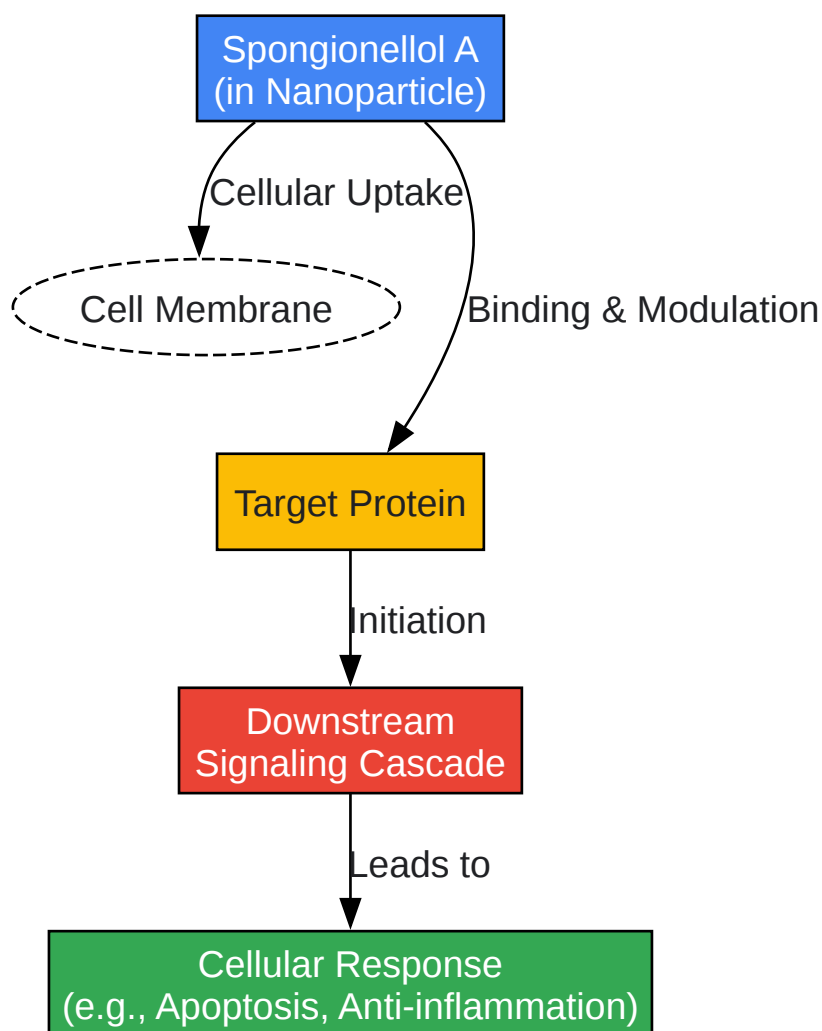 Spongionellol A
(in Nanoparticle)
Cellular Uptake
Cell Membrane
Binding & Modulation
Target Protein
Initiation
Downstream
Signaling Cascade
Leads to
Cellular Response
(e.g., Apoptosis, Anti-inflammation)